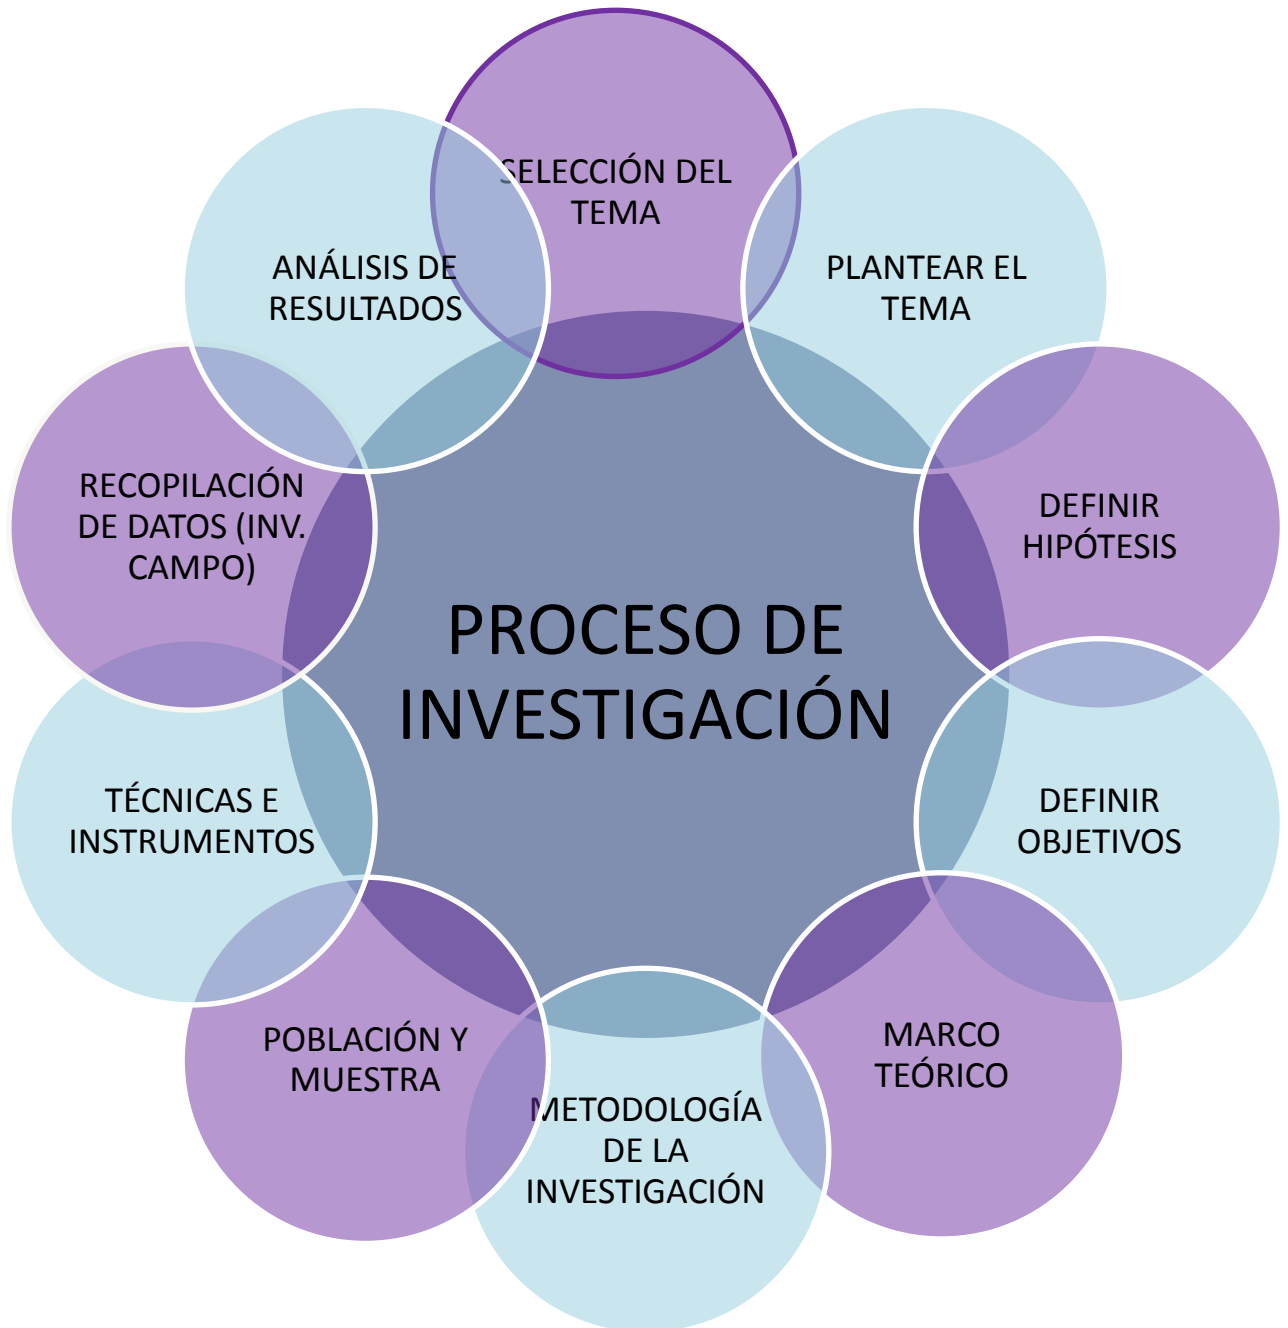 SELECCIÓN DEL
TEMA
PLANTEAR EL
TEMA
DEFINIR
HIPÓTESIS
DEFINIR
OBJETIVOS
MARCO
TEÓRICO
METODOLOGÍA
DE LA
INVESTIGACIÓN
POBLACIÓN Y
MUESTRA
TÉCNICAS E
INSTRUMENTOS
RECOPILACIÓN
DE DATOS (INV.
CAMPO)
ANÁLISIS DE
RESULTADOS
PROCESO DE
INVESTIGACIÓN